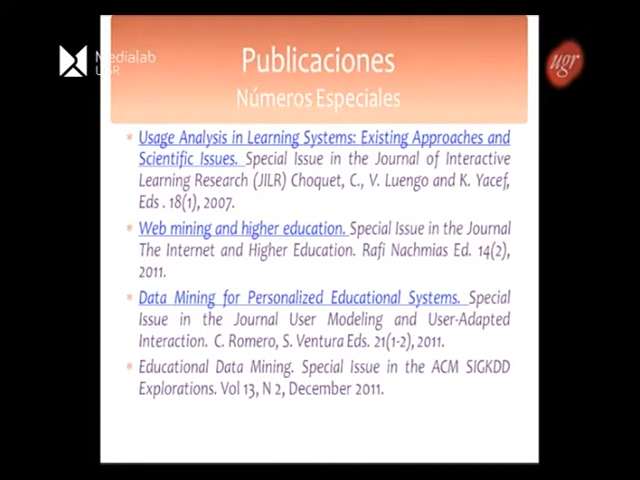 Medialab
UGR
Publicaciones
Números Especiales
ugr
* Usage Analysis in Learning Systems: Existing Approaches and
Scientific Issues. Special Issue in the Journal of Interactive
Learning Research (JILR) Choquet, C., V. Luengo and K. Yacef,
Eds . 18(1), 2007.
* Web mining and higher education. Special Issue in the Journal
The Internet and Higher Education. Rafi Nachmias Ed. 14(2),
2011.
* Data Mining for Personalized Educational Systems. Special
Issue in the Journal User Modeling and User-Adapted
Interaction. C. Romero, S. Ventura Eds. 21(1-2), 2011.
* Educational Data Mining. Special Issue in the ACM SIGKDD
Explorations. Vol 13, N 2, December 2011.